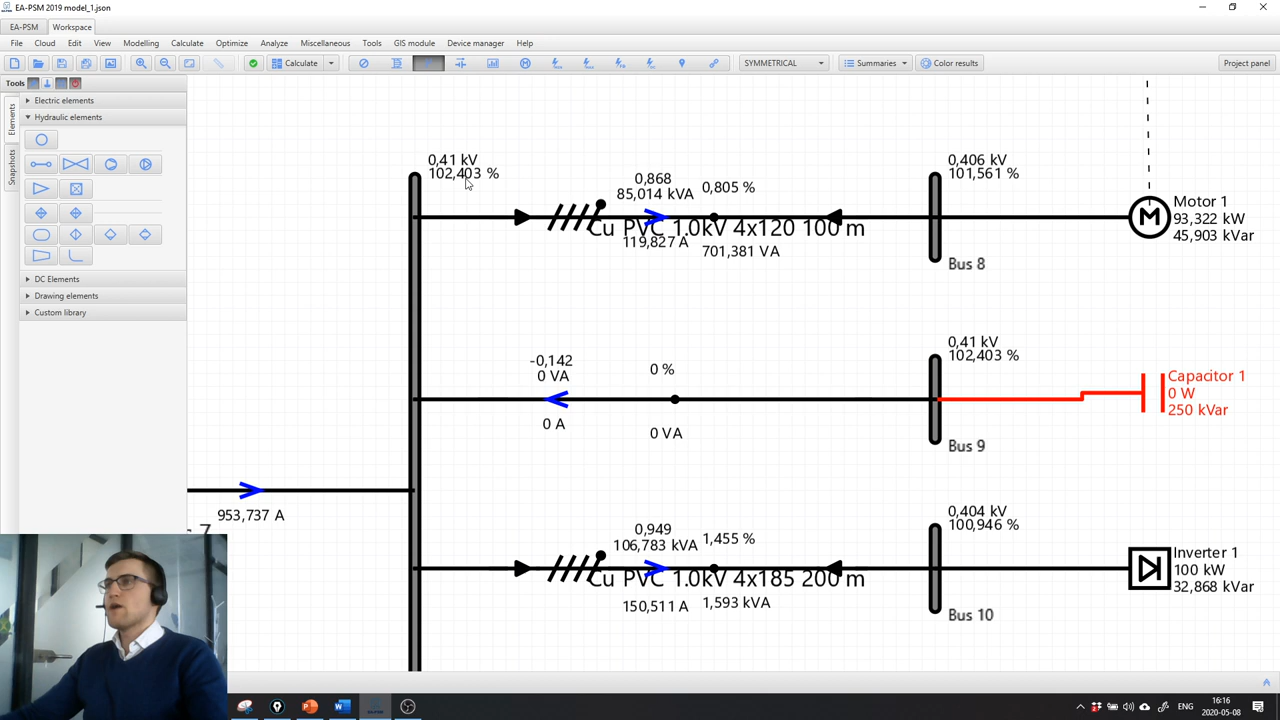 EA-PSM 2019 model_1.json
EA-PSM Workspace
File Cloud Edit View Modelling Calculate Optimize Analyze Miscellaneous Tools GIS module Device manager Help
Calculate SYMMETRICAL Summaries Color results Project panel
Tools
Elements
Snapshots
Electric elements
Hydraulic elements
DC Elements
Drawing elements
Custom library
0,41 kV
102,403 %
0,868
85,014 kVA
0,805 %
Cu PVC 1.0kV 4x120 100 m
119,827 A
701,381 VA
0,406 kV
101,561 %
Bus 8
Motor 1
93,322 kW
45,903 kVar
-0,142
0 VA
0 %
0 A
0 VA
0,41 kV
102,403 %
Bus 9
Capacitor 1
0 W
250 kVar
953,737 A
7
0,949
106,783 kVA
1,455 %
Cu PVC 1.0kV 4x185 200 m
150,511 A
1,593 kVA
0,404 kV
100,946 %
Bus 10
Inverter 1
100 kW
32,868 kVar
16:16
2020-05-08